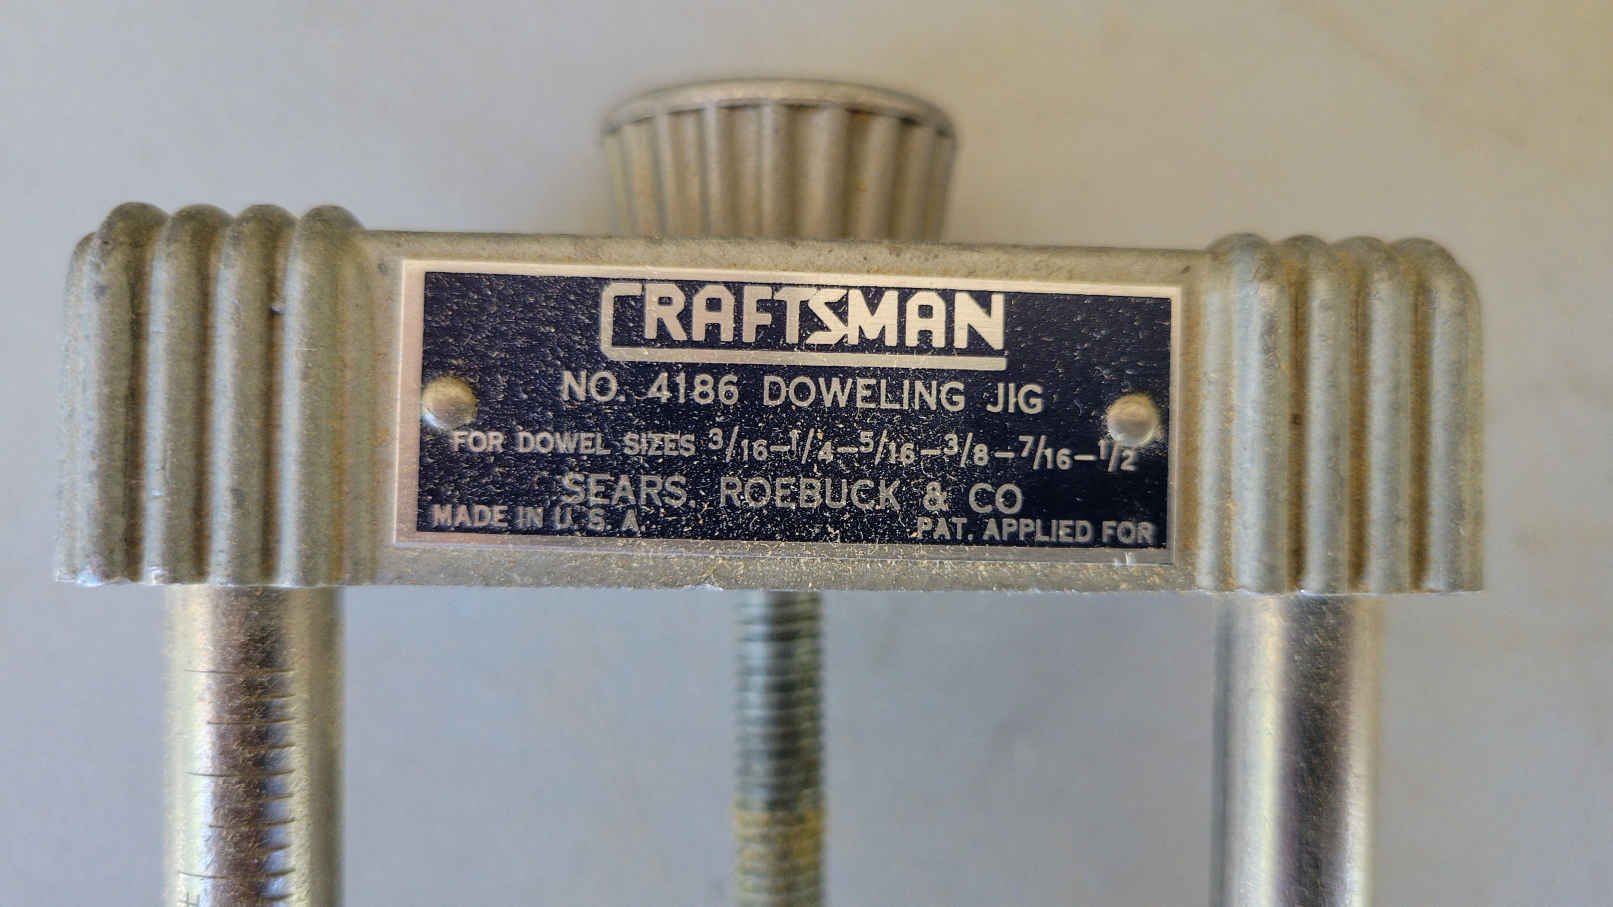 CRAFTSMAN
NO. 4186 DOWELING JIG
FOR DOWEL SIZES 3/16-1/4-5/16-3/8-7/16-1/2
SEARS, ROEBUCK & CO
MADE IN U.S.A. PAT. APPLIED FOR